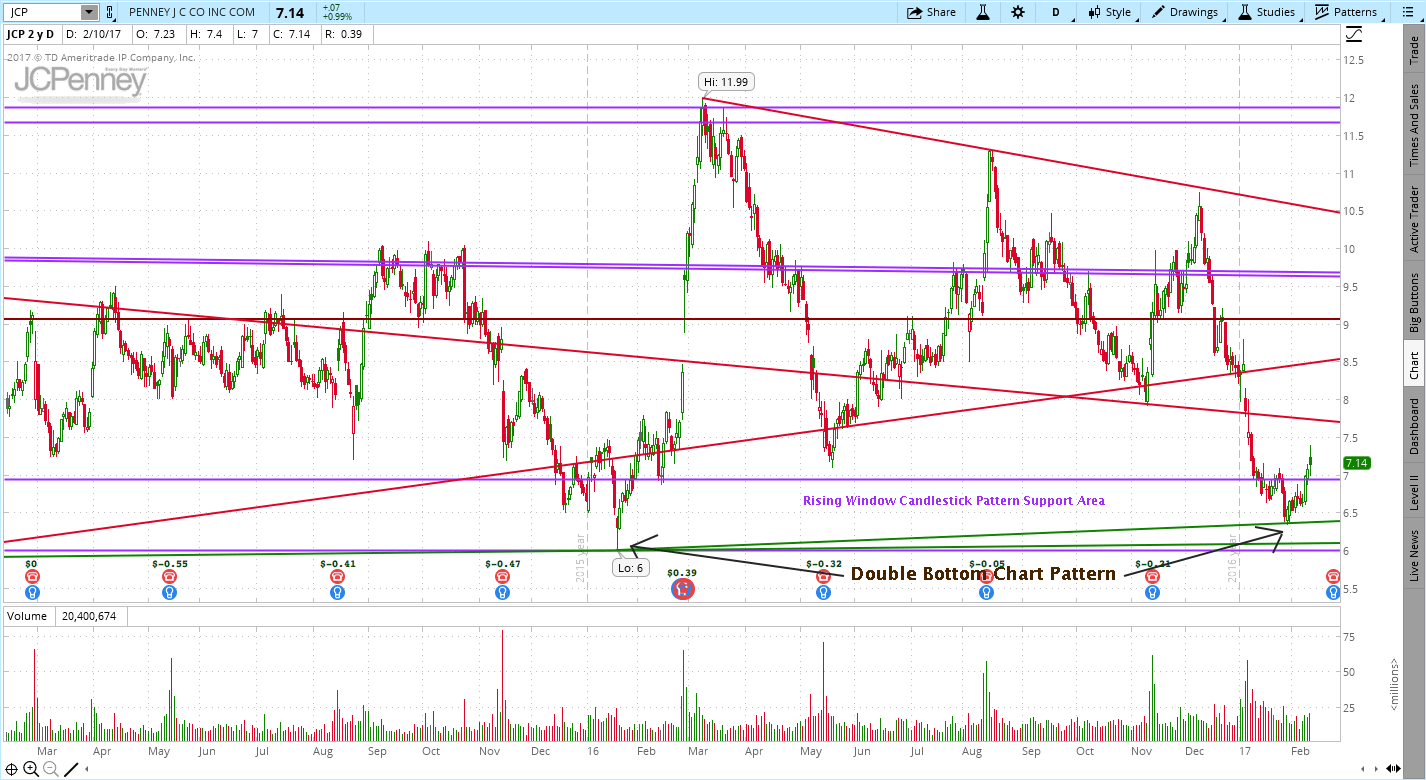 JCP PENNEY J C CO INC COM 7.14 +.07 +0.99% Share D Style Drawings Studies Patterns
JCP 2 y D D: 2/10/17 O: 7.23 H: 7.4 L: 7 C: 7.14 R: 0.39
2017 © TD Ameritrade IP Company, Inc.
Every Day Matters
JCPenney
Hi: 11.99
12.5
12
11.5
11
10.5
10
9.5
9
8.5
8
7.5
7.14
7
6.5
6
5.5
Rising Window Candlestick Pattern Support Area
2015 year
2016 year
Lo: 6
Double Bottom Chart Pattern
$0 $-0.55 $-0.41 $-0.47 $0.39 $-0.32 $-0.05 $-0.21
Volume 20,400,674
75
50
25
<millions>
Mar Apr May Jun Jul Aug Sep Oct Nov Dec 16 Feb Mar Apr May Jun Jul Aug Sep Oct Nov Dec 17 Feb
Trade
Times And Sales
Active Trader
Big Buttons
Chart
Dashboard
Level II
Live News